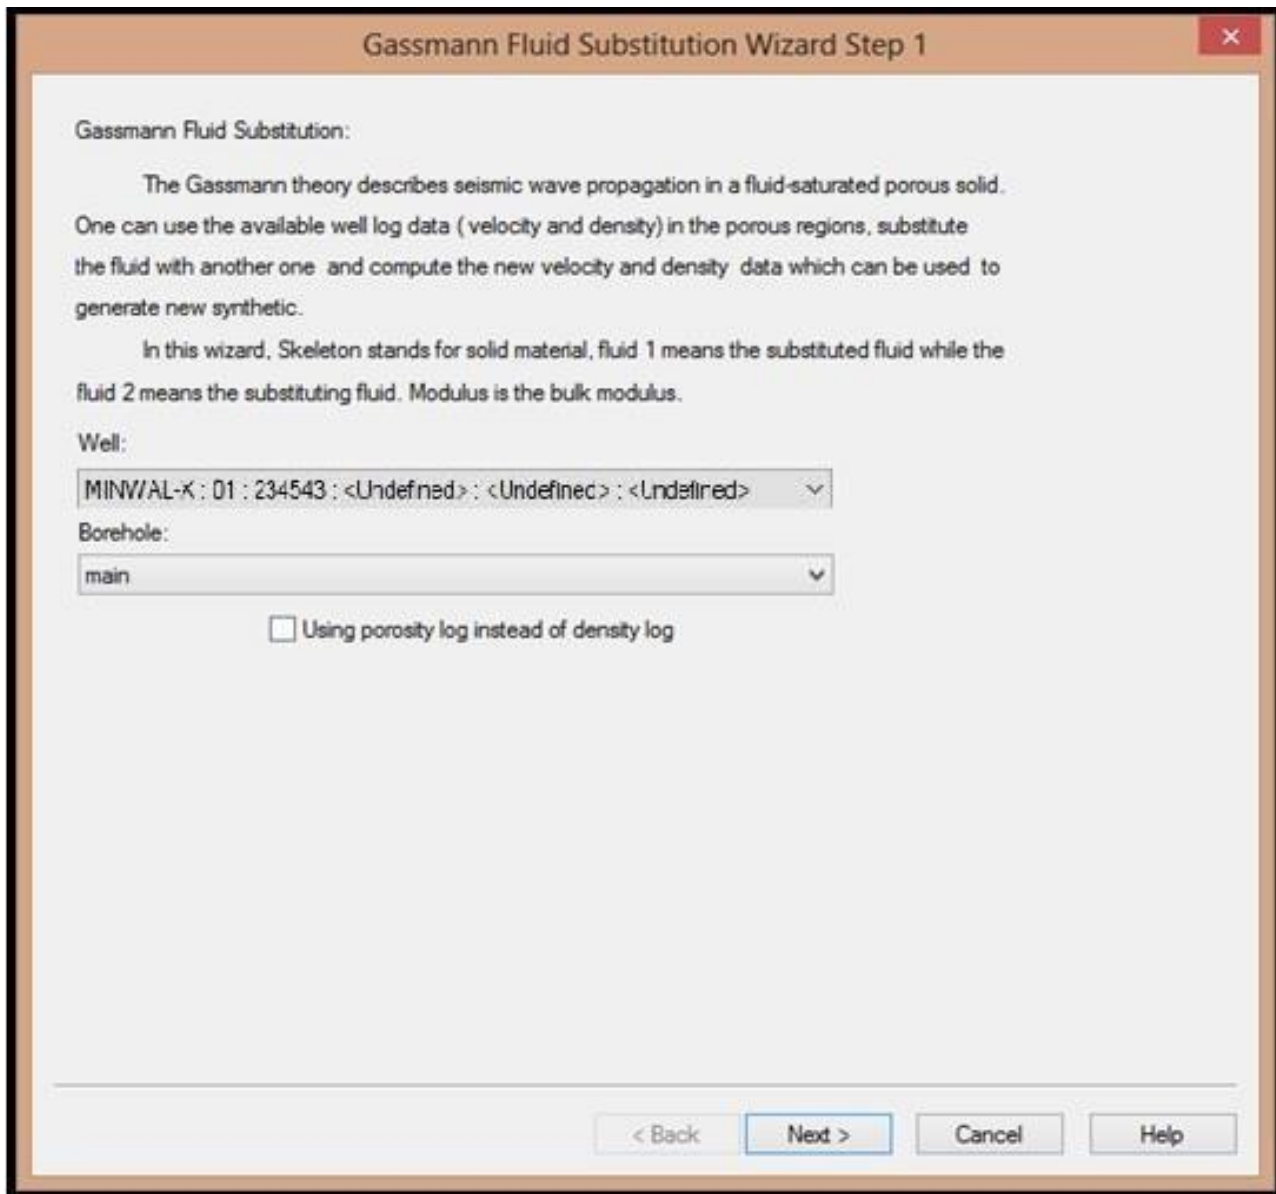 Gassmann Fluid Substitution Wizard Step 1
Gassmann Fluid Substitution:
The Gassmann theory describes seismic wave propagation in a fluid-saturated porous solid.
One can use the available well log data ( velocity and density) in the porous regions, substitute
the fluid with another one and compute the new velocity and density data which can be used to
generate new synthetic.
In this wizard, Skeleton stands for solid material, fluid 1 means the substituted fluid while the
fluid 2 means the substituting fluid. Modulus is the bulk modulus.
Well:
MINWAL-X : 01 : 234543 : <Undefined> : <Undefined> : <Undefined>
Borehole:
main
Using porosity log instead of density log
< Back
Next >
Cancel
Help